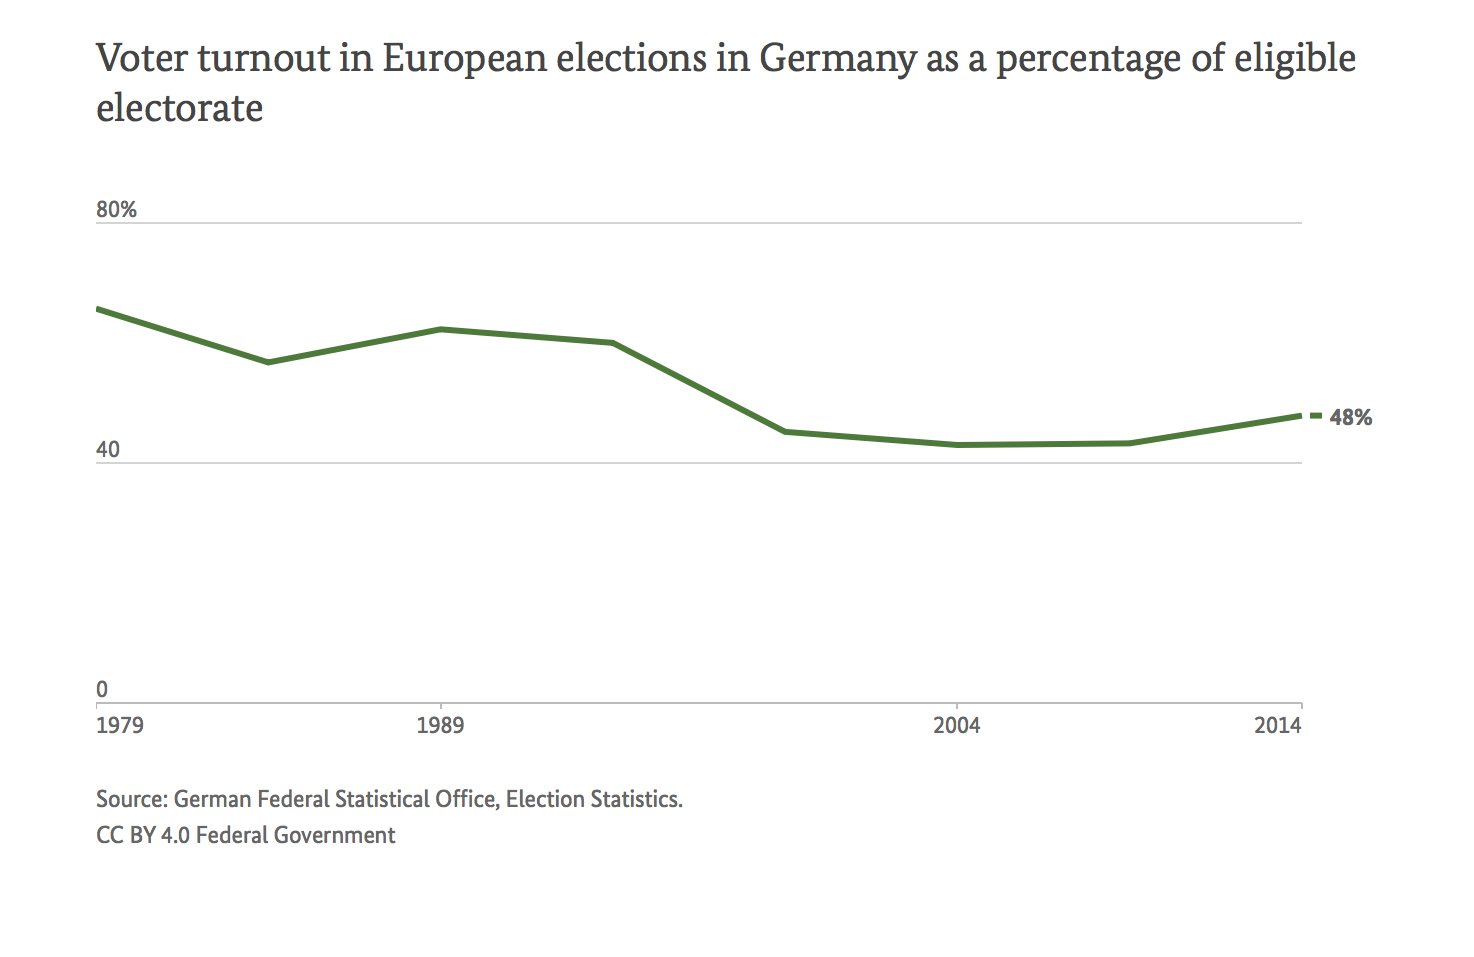 Voter turnout in European elections in Germany as a percentage of eligible
electorate
80%
48%
40
0
1979 1989 2004 2014
Source: German Federal Statistical Office, Election Statistics.
CC BY 4.0 Federal Government